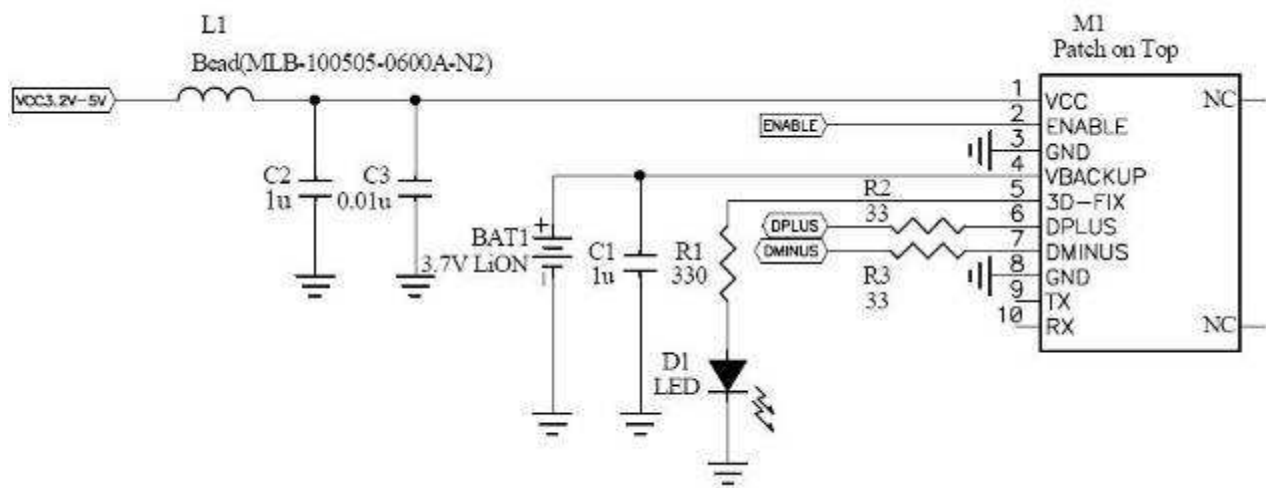 L1
Bead(MLB-100505-0600A-N2)
VCC3.2V-5V
C2
1u
C3
0.01u
BAT1
3.7V LiON
+
C1
1u
R1
330
D1
LED
ENABLE
DPLUS
DMINUS
R2
33
R3
33
M1
Patch on Top
1 VCC
2 ENABLE
3 GND
4 VBACKUP
5 3D-FIX
6 DPLUS
7 DMINUS
8 GND
9 TX
10 RX
NC
NC